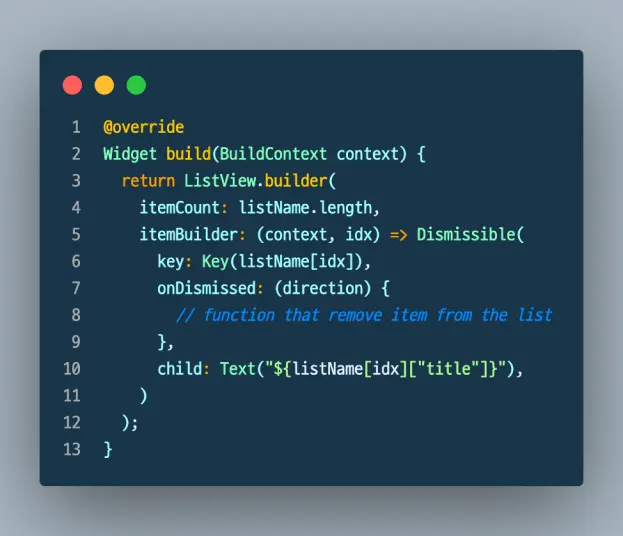 1 @override
2 Widget build(BuildContext context) {
3   return ListView.builder(
4     itemCount: listName.length,
5     itemBuilder: (context, idx) => Dismissible(
6       key: Key(listName[idx]),
7       onDismissed: (direction) {
8         // function that remove item from the list
9       },
10       child: Text("${listName[idx]["title"]}"),
11     )
12   );
13 }